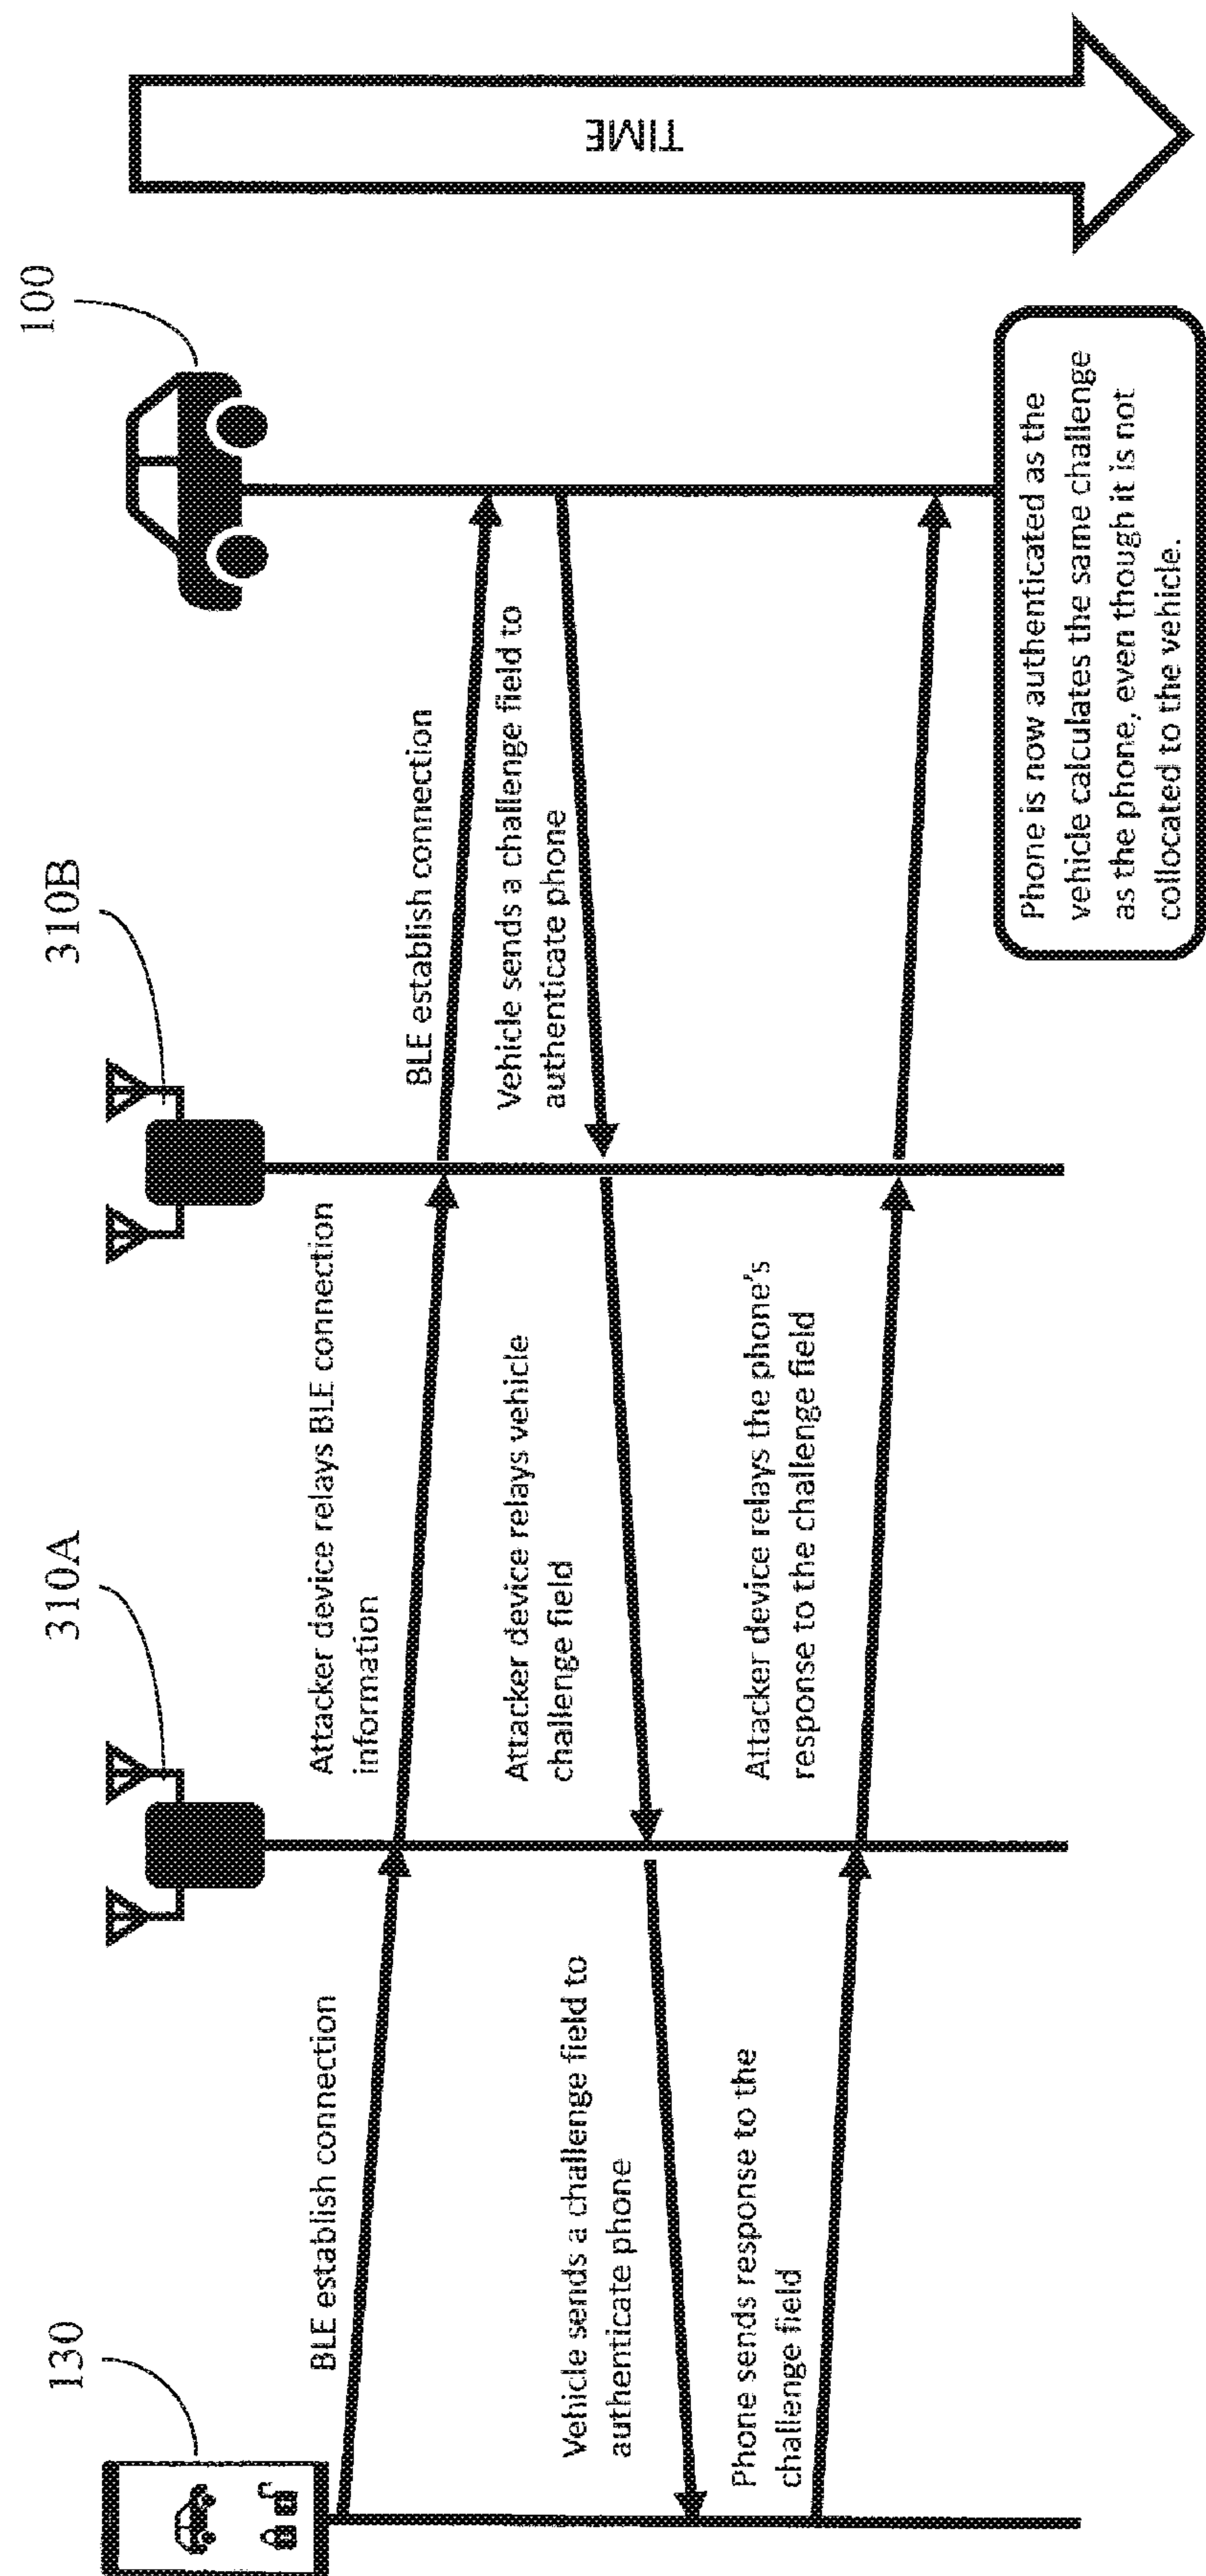 130
310A
310B
100
BLE establish connection
Attacker device relays BLE connection
information
BLE establish connection
Vehicle sends a challenge field to
authenticate phone
Attacker device relays vehicle
challenge field
Vehicle sends a challenge field to
authenticate phone
Phone sends response to the
challenge field
Attacker device relays the phone's
response to the challenge field
Phone is now authenticated as the
vehicle calculates the same challenge
as the phone, even though it is not
collocated to the vehicle.
TIME